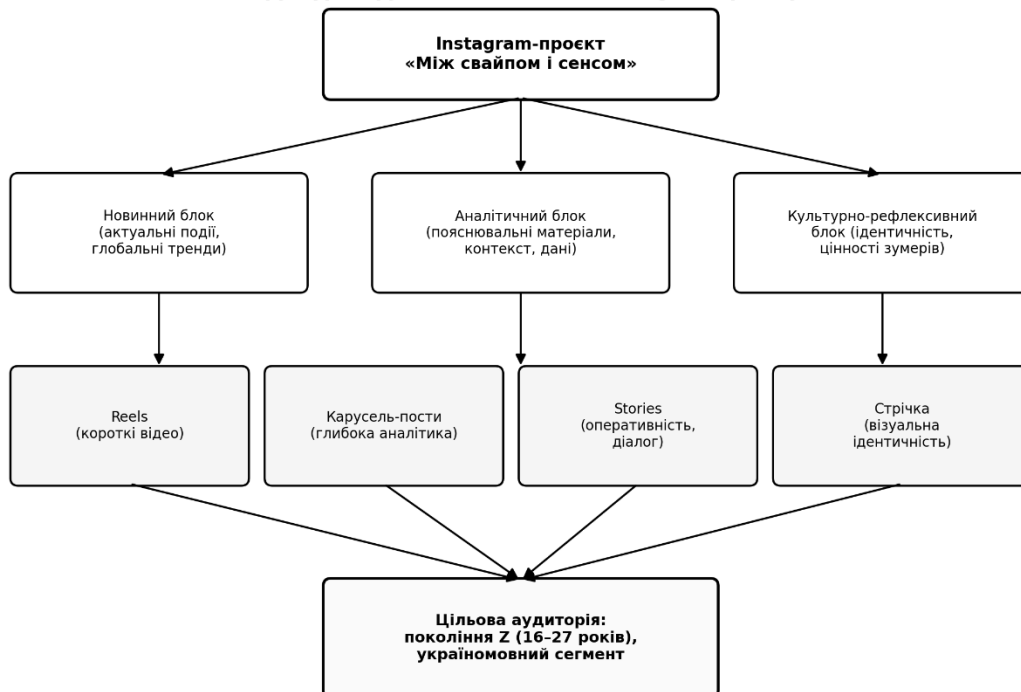 Instagram-проєкт
«Між свайпом і сенсом»
Новинний блок
(актуальні події,
глобальні тренди)
Аналітичний блок
(пояснювальні матеріали,
контекст, дані)
Культурно-рефлексивний
блок (ідентичність,
цінності зумерів)
Reels
(короткі відео)
Карусель-пости
(глибока аналітика)
Stories
(оперативність,
діалог)
Стрічка
(візуальна
ідентичність)
Цільова аудиторія:
покоління Z (16–27 років),
україномовний сегмент